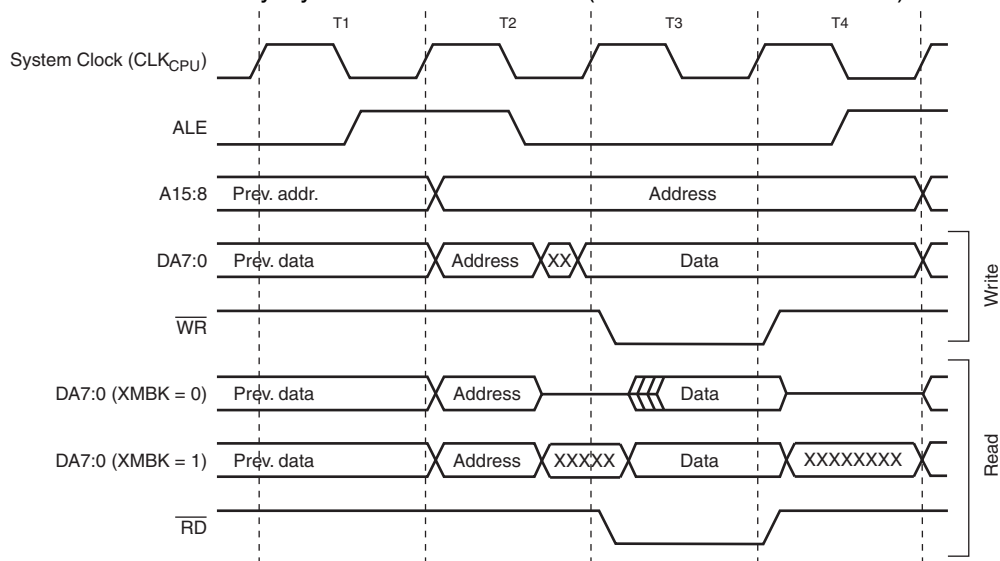 T1 T2 T3 T4
System Clock (CLKCPU)
ALE
A15:8 Prev. addr. Address
DA7:0 Prev. data Address XX Data
WR
Write
DA7:0 (XMBK = 0) Prev. data Address Data
DA7:0 (XMBK = 1) Prev. data Address XXXXX Data XXXXXXXX
RD
Read